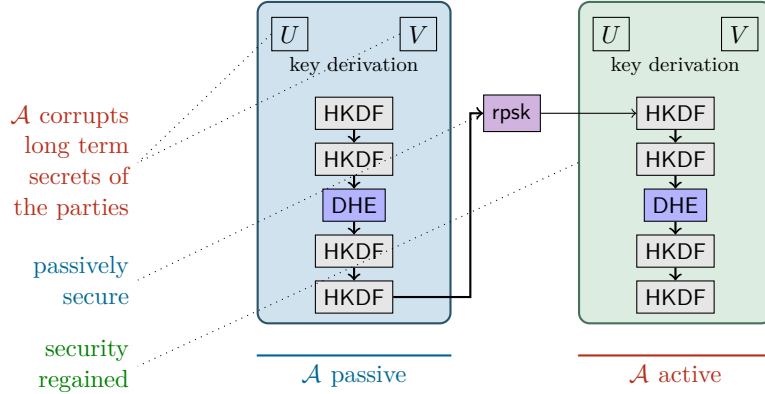 U V
key derivation
HKDF
HKDF
DHE
HKDF
HKDF
rpsk
U V
key derivation
HKDF
HKDF
DHE
HKDF
HKDF
𝒜 corrupts
long term
secrets of
the parties
passively
secure
security
regained
𝒜 passive
𝒜 active